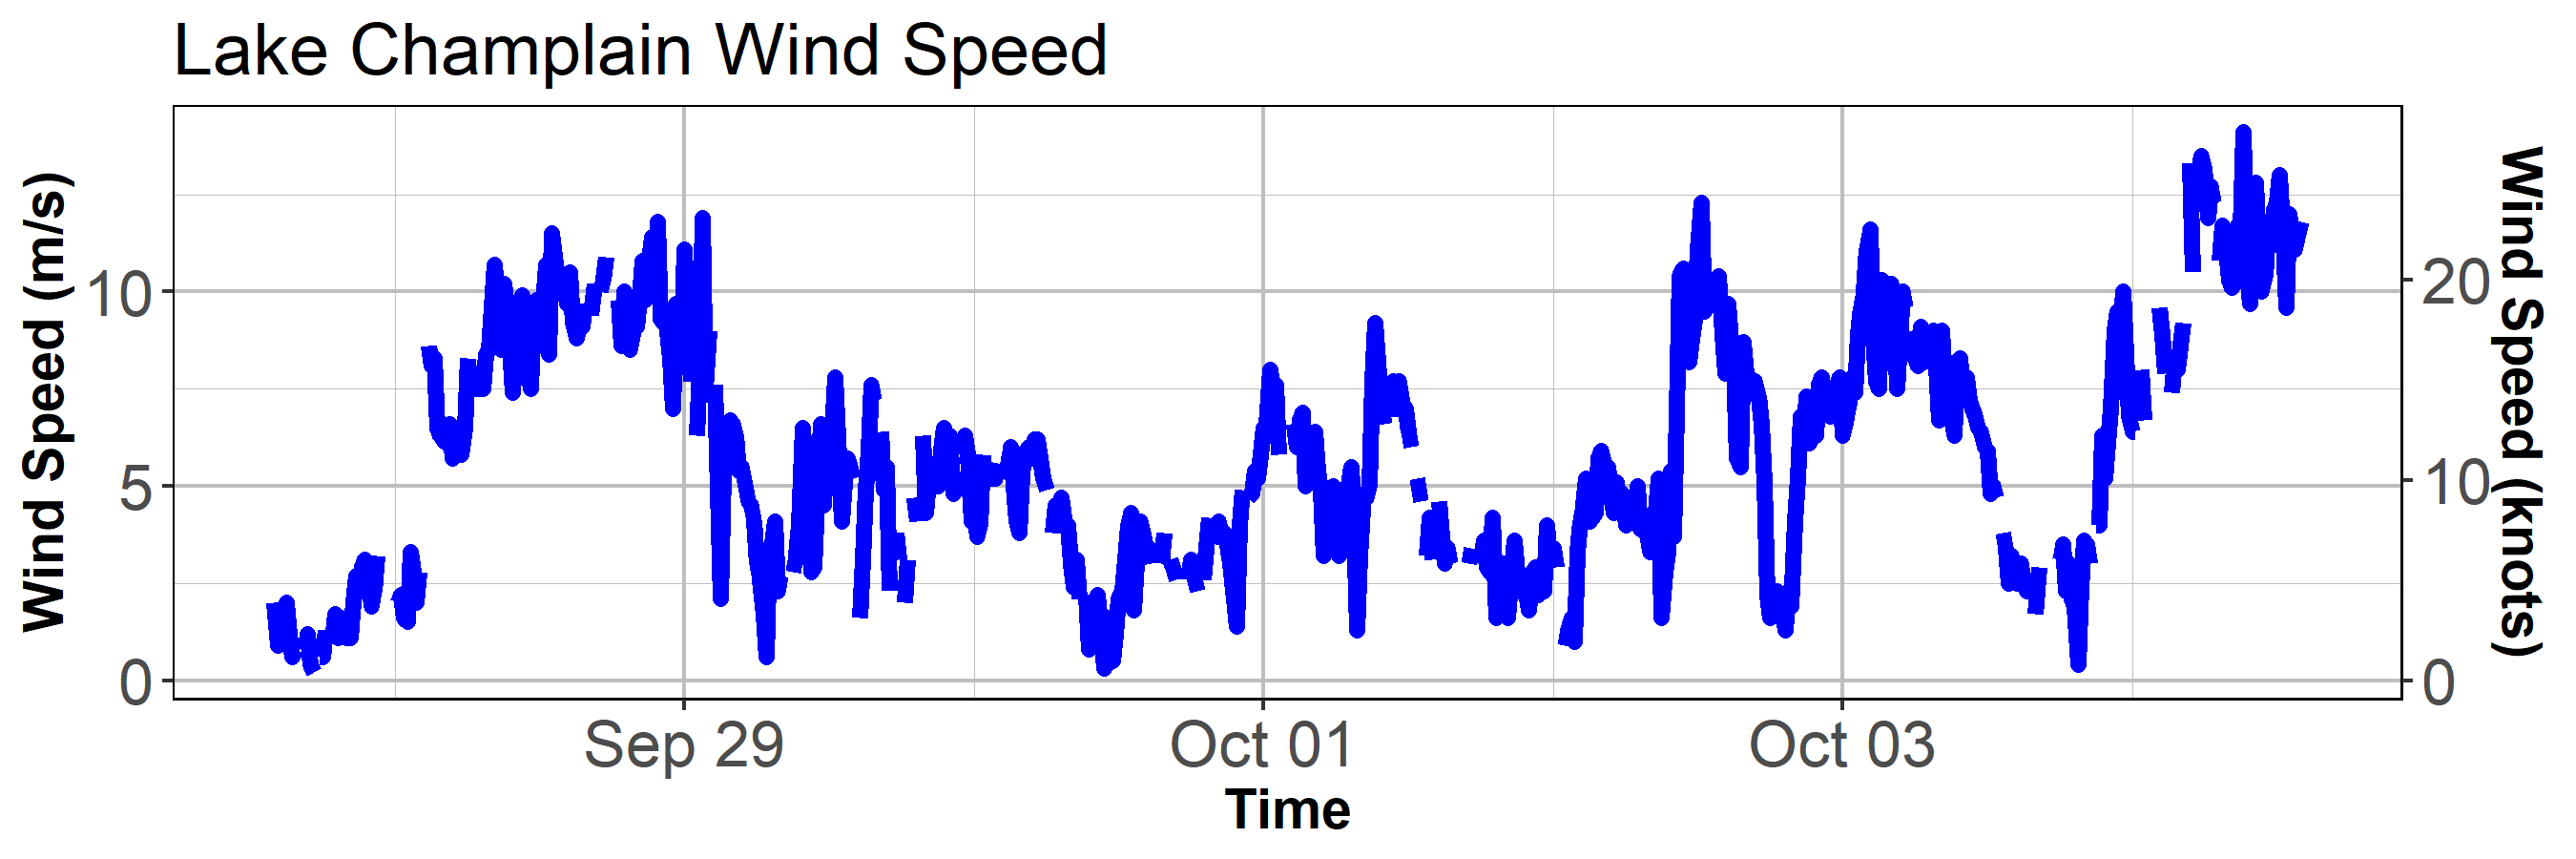 Lake Champlain Wind Speed
Wind Speed (m/s)
10
5
0
20
10
0
Wind Speed (knots)
Sep 29
Oct 01
Oct 03
Time